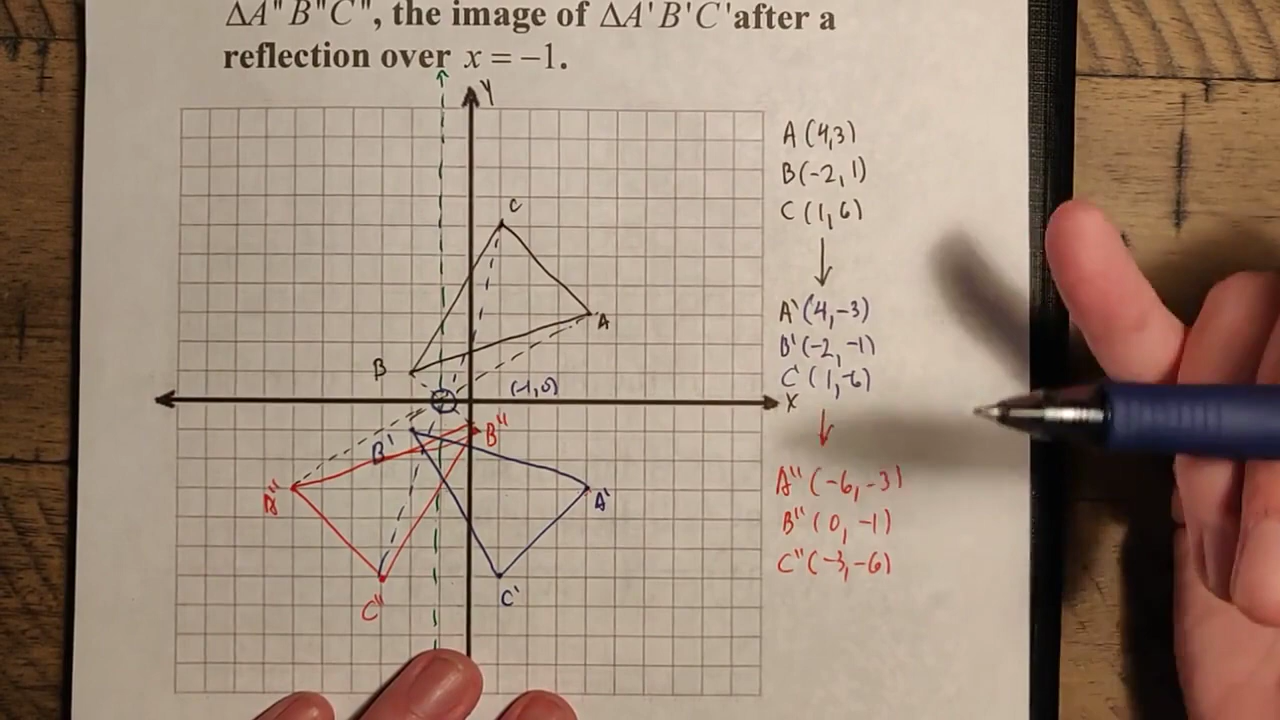 ΔA"B"C", the image of ΔA'B'C' after a
reflection over x = −1.
Y
C
A
B
(-1,0)
X
B'
B"
A"
A'
C"
C'
A (4,3)
B(-2, 1)
C (1, 6)
A' (4, -3)
B' (-2, -1)
C' (1, -6)
A" (-6, -3)
B" (0, -1)
C" (-3, -6)